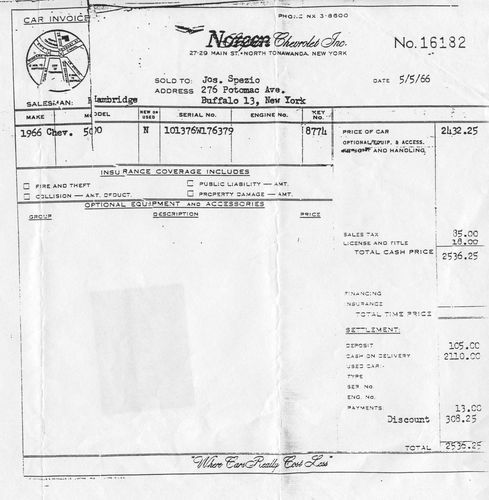 CAR INVOICE
PHONE NX 3-8600
Chevrolet Inc.
27-29 MAIN ST. • NORTH TONAWANDA, NEW YORK
No. 16182
SOLD TO: Jos. Spezio
DATE 5/5/66
ADDRESS 276 Potomac Ave.
Buffalo 13, New York
SALESMAN:
MAKE NEW OR USED SERIAL No. ENGINE No. KEY No.
1966 Chev. N 101376W176379 8774
PRICE OF CAR 2432.25
OPTIONAL EQUIP. & ACCESS.
AND HANDLING
INSURANCE COVERAGE INCLUDES
FIRE AND THEFT PUBLIC LIABILITY — AMT.
COLLISION — AMT. DEDUCT. PROPERTY DAMAGE — AMT.
OPTIONAL EQUIPMENT AND ACCESSORIES
GROUP DESCRIPTION PRICE
SALES TAX 85.00
LICENSE AND TITLE 18.00
TOTAL CASH PRICE 2536.25
FINANCING
INSURANCE
TOTAL TIME PRICE
SETTLEMENT:
DEPOSIT 105.00
CASH ON DELIVERY 2110.00
USED CAR:-
TYPE
SER. No.
ENG. No.
PAYMENTS 13.00
Discount 308.25
TOTAL 2536.25
"Where Cars Really Cost Less"